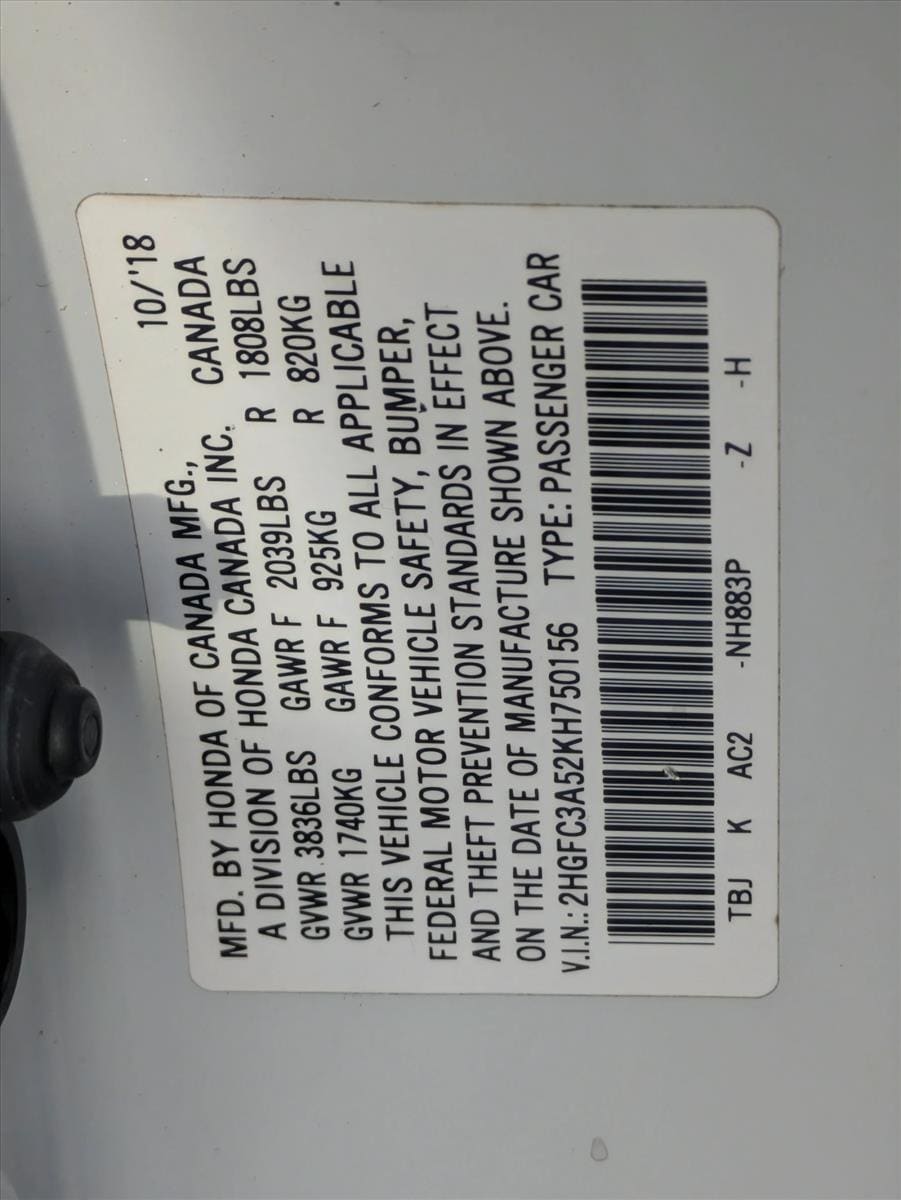 10/'18
MFD. BY HONDA OF CANADA MFG.,
A DIVISION OF HONDA CANADA INC. CANADA
GVWR 3836LBS GAWR F 2039LBS R 1808LBS
GVWR 1740KG GAWR F 925KG R 820KG
THIS VEHICLE CONFORMS TO ALL APPLICABLE
FEDERAL MOTOR VEHICLE SAFETY, BUMPER,
AND THEFT PREVENTION STANDARDS IN EFFECT
ON THE DATE OF MANUFACTURE SHOWN ABOVE.
V.I.N.: 2HGFC3A52KH750156 TYPE: PASSENGER CAR
TBJ K AC2 -NH883P -Z -H